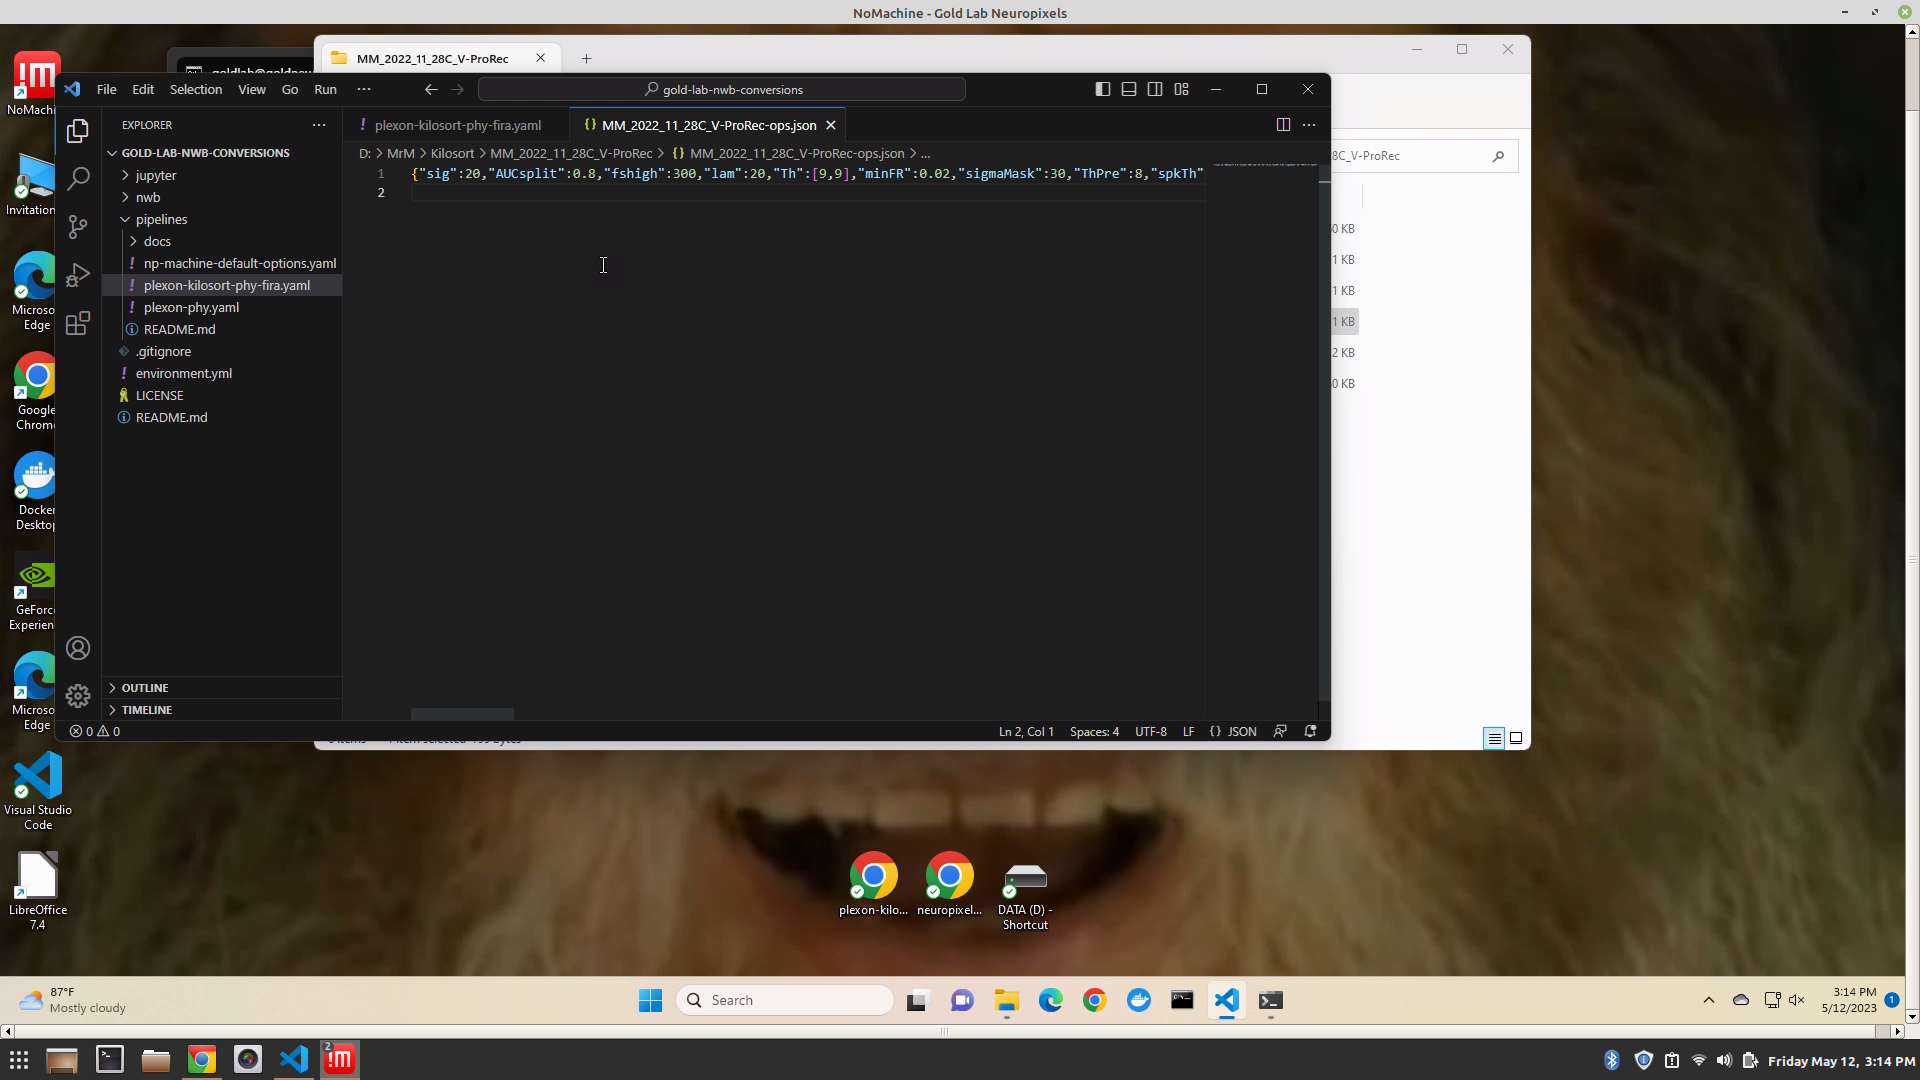 NoMachine - Gold Lab Neuropixels
MM_2022_11_28C_V-ProRec
goldlab@goldneu
File Edit Selection View Go Run
gold-lab-nwb-conversions
EXPLORER
GOLD-LAB-NWB-CONVERSIONS
jupyter
nwb
pipelines
docs
np-machine-default-options.yaml
plexon-kilosort-phy-fira.yaml
plexon-phy.yaml
README.md
.gitignore
environment.yml
LICENSE
README.md
OUTLINE
TIMELINE
plexon-kilosort-phy-fira.yaml
MM_2022_11_28C_V-ProRec-ops.json
D: > MrM > Kilosort > MM_2022_11_28C_V-ProRec > {} MM_2022_11_28C_V-ProRec-ops.json > ...
1 {"sig":20,"AUCsplit":0.8,"fshigh":300,"lam":20,"Th":[9,9],"minFR":0.02,"sigmaMask":30,"ThPre":8,"spkTh"
2
0 0
Ln 2, Col 1 Spaces: 4 UTF-8 LF {} JSON
8C_V-ProRec
0 KB
1 KB
1 KB
1 KB
2 KB
0 KB
NoMachi
Invitation
Microso
Edge
Google
Chrom
Docker
Deskto
GeForc
Experien
Microso
Edge
Visual Studio
Code
LibreOffice
7.4
plexon-kilo...
neuropixel...
DATA (D) -
Shortcut
87°F
Mostly cloudy
Search
3:14 PM
5/12/2023
1
2
Friday May 12, 3:14 PM